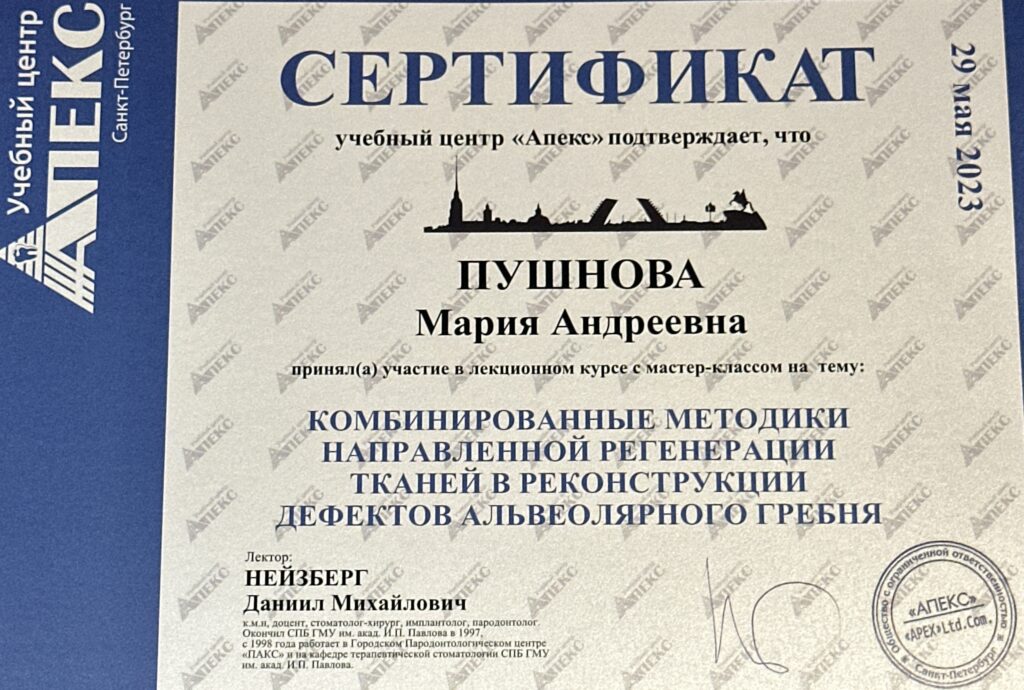 Учебный центр
АПЕКС
Санкт-Петербург
СЕРТИФИКАТ
29 мая 2023
учебный центр «Апекс» подтверждает, что
ПУШНОВА
Мария Андреевна
принял(а) участие в лекционном курсе с мастер-классом на тему:
КОМБИНИРОВАННЫЕ МЕТОДИКИ
НАПРАВЛЕННОЙ РЕГЕНЕРАЦИИ
ТКАНЕЙ В РЕКОНСТРУКЦИИ
ДЕФЕКТОВ АЛЬВЕОЛЯРНОГО ГРЕБНЯ
Лектор:
НЕЙЗБЕРГ
Даниил Михайлович
к.м.н, доцент, стоматолог-хирург, имплантолог, пародонтолог.
Окончил СПБ ГМУ им. акад. И.П. Павлова в 1997,
с 1998 года работает в Городском Пародонтологическом центре
«ПАКС» и на кафедре терапевтической стоматологии СПБ ГМУ
им. акад. И.П. Павлова.
Общество с ограниченной ответственностью
«АПЕКС»
«APEX» Ltd. Com.
Санкт-Петербург